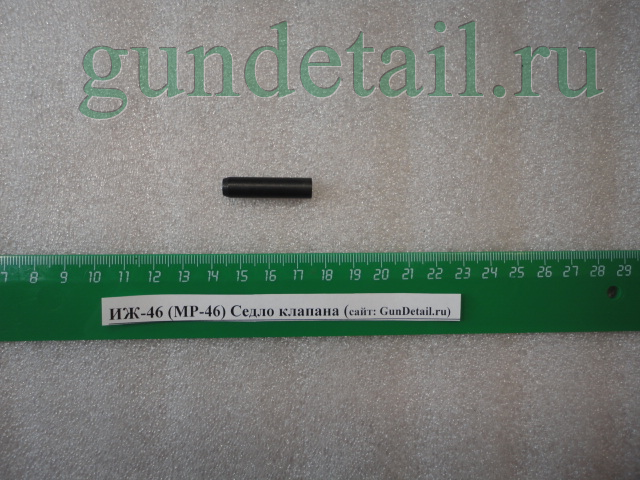 gundetail.ru
7 8 9 10 11 12 13 14 15 16 17 18 19 20 21 22 23 24 25 26 27 28 29
ИЖ-46 (МР-46) Седло клапана (сайт: GunDetail.ru)